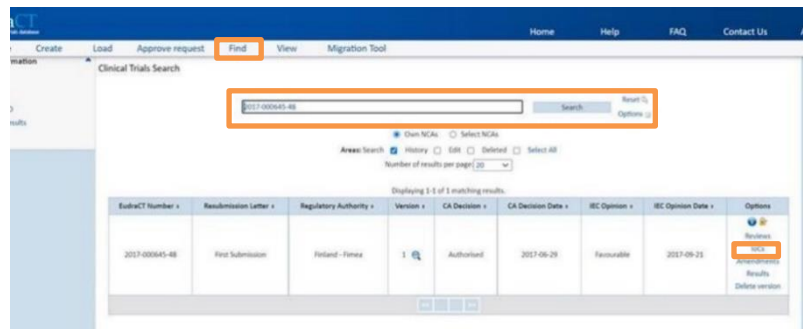 CT
Home Help FAQ Contact Us
Create Load Approve request Find View Migration Tool
Clinical Trials Search
2017-000645-48 Search Reset
Options
Own NCAs Select NCAs
Areas: Search History Edit Deleted Select All
Number of results per page: 20
Displaying 1-1 of 1 matching results.
EudraCT Number Resubmission Letter Regulatory Authority Version CA Decision CA Decision Date IEC Opinion IEC Opinion Date Options
Reviews
2017-000645-48 First Submission Finland - Fimea 1 Authorised 2017-06-29 Favourable 2017-09-21
Amendments
Results
Delete version